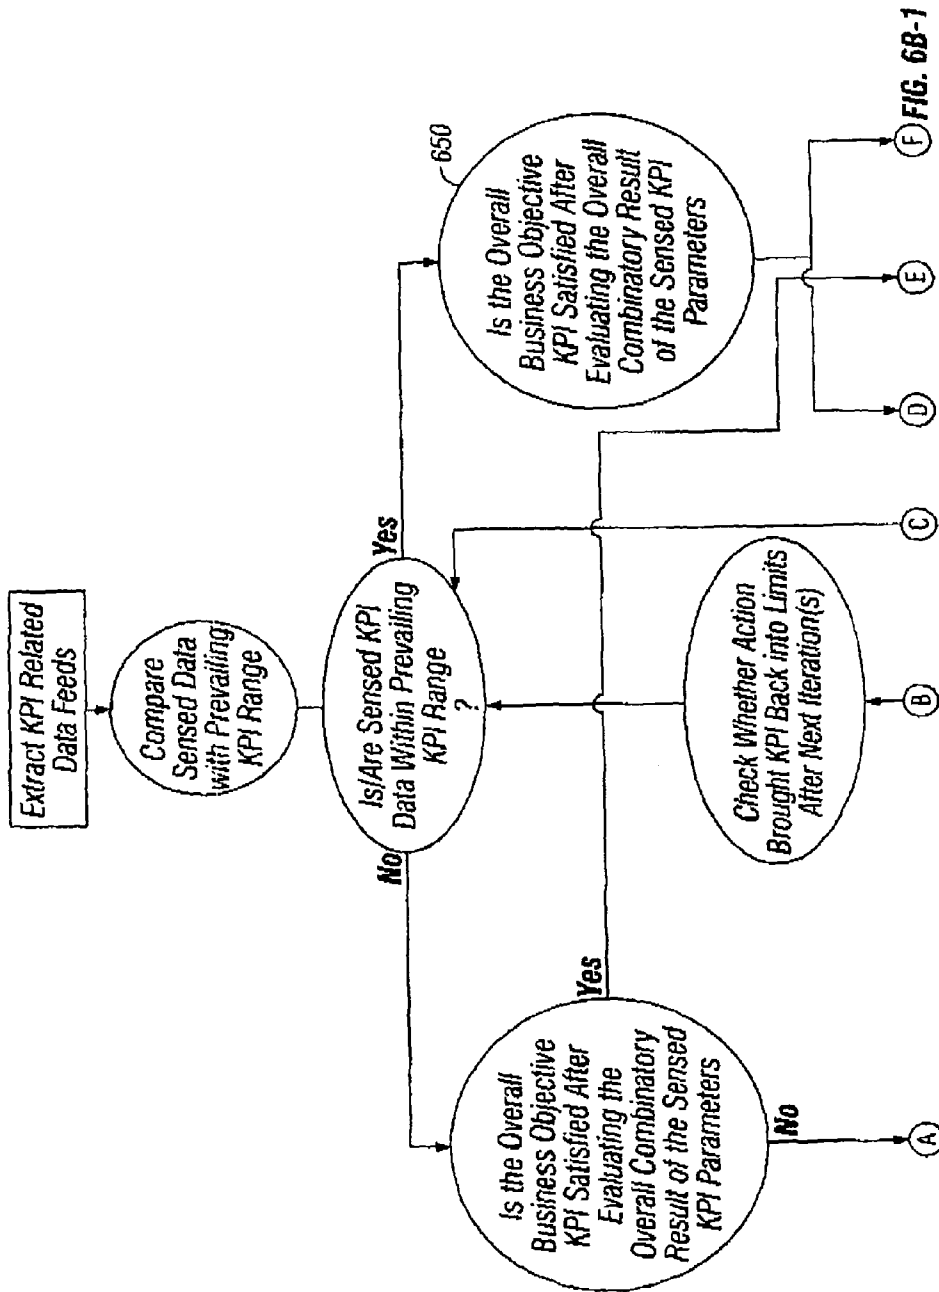 Extract KPI Related
Data Feeds
Compare
Sensed Data
with Prevailing
KPI Range
Is/Are Sensed KPI
Data Within Prevailing
KPI Range
?
No
Yes
Is the Overall
Business Objective
KPI Satisfied After
Evaluating the
Overall Combinatory
Result of the Sensed
KPI Parameters
Yes
No
Check Whether Action
Brought KPI Back into Limits
After Next Iteration(s)
650
Is the Overall
Business Objective
KPI Satisfied After
Evaluating the Overall
Combinatory Result
of the Sensed KPI
Parameters
A
B
C
D
E
F
FIG. 6B-1